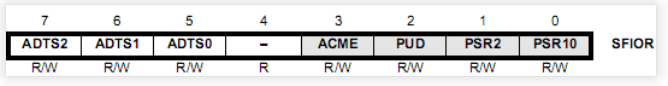 7 6 5 4 3 2 1 0
ADTS2 ADTS1 ADTS0 – ACME PUD PSR2 PSR10 SFIOR
R/W R/W R/W R R/W R/W R/W R/W